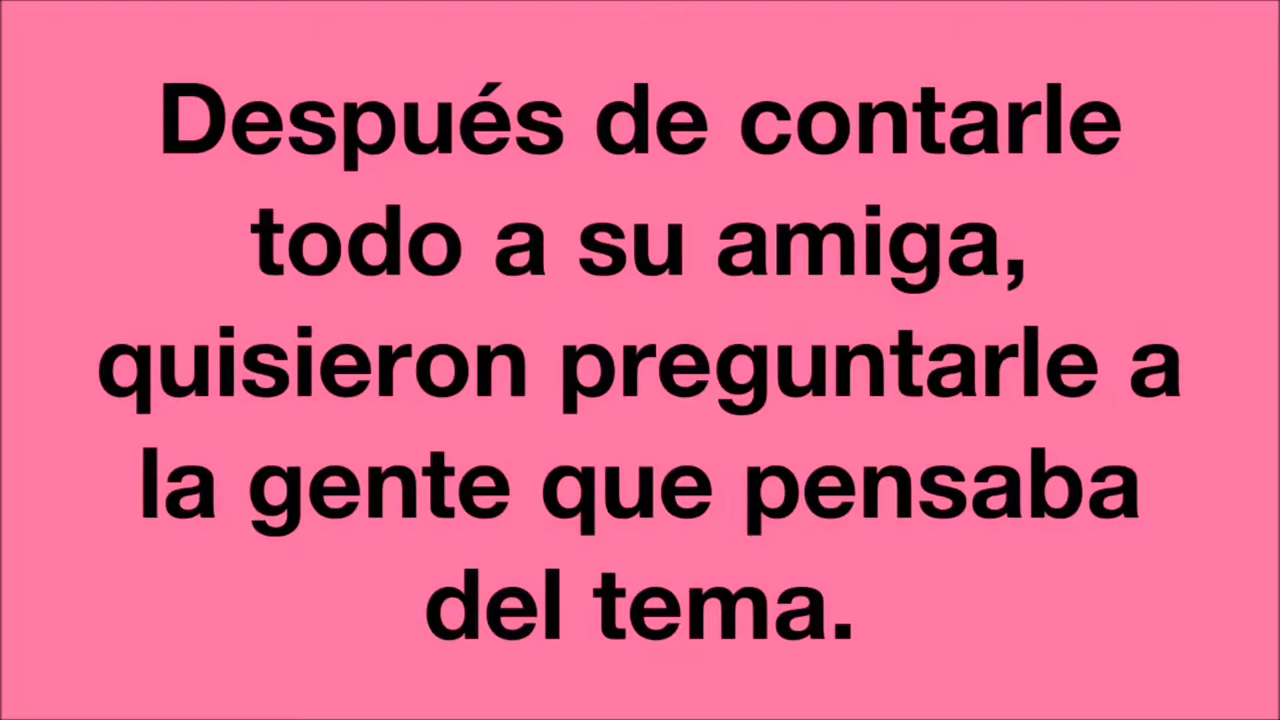 Después de contarle
todo a su amiga,
quisieron preguntarle a
la gente que pensaba
del tema.